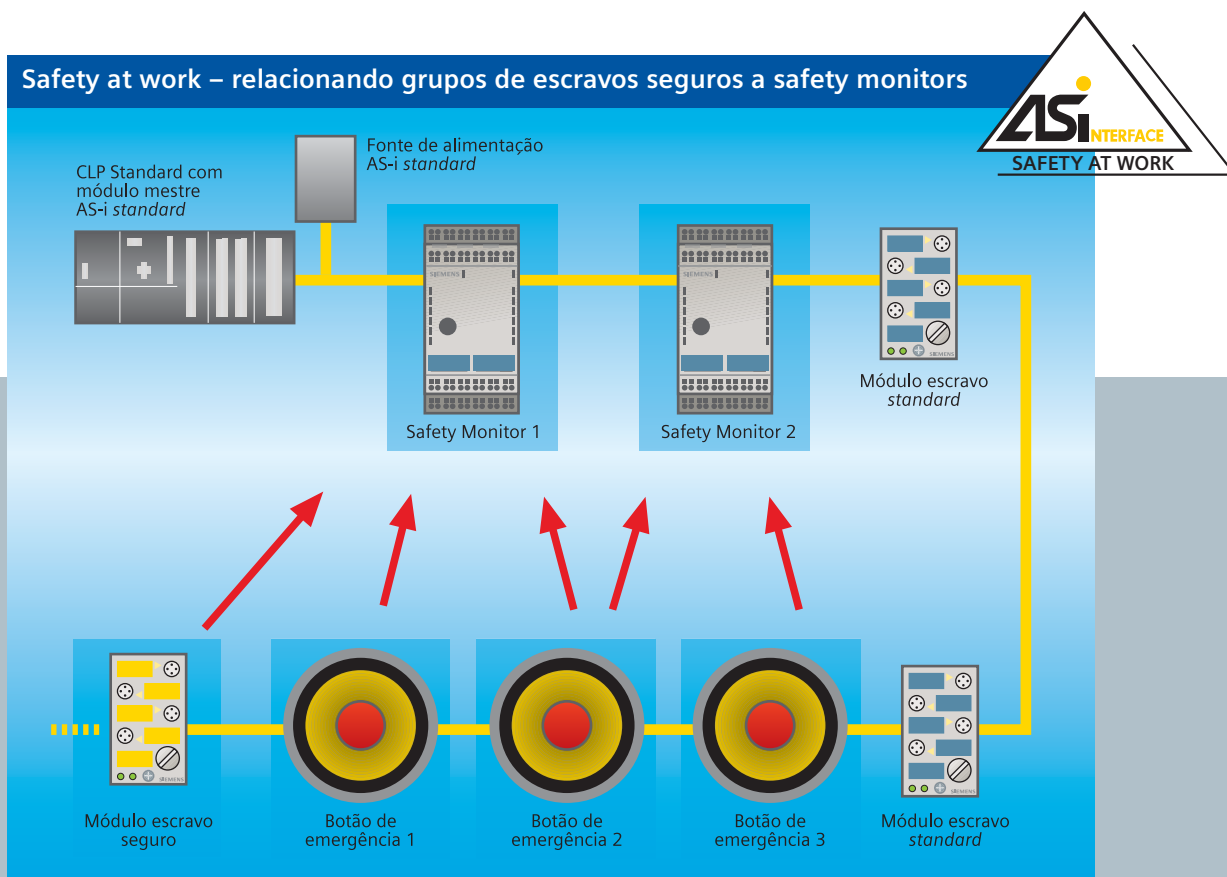 Safety at work – relacionando grupos de escravos seguros a safety monitors
ASi NTERFACE
SAFETY AT WORK
Fonte de alimentação
AS-i standard
CLP Standard com
módulo mestre
AS-i standard
SIEMENS
SIEMENS
SIEMENS
Safety Monitor 1
Safety Monitor 2
Módulo escravo
standard
SIEMENS
SIEMENS
Módulo escravo
seguro
Botão de
emergência 1
Botão de
emergência 2
Botão de
emergência 3
Módulo escravo
standard